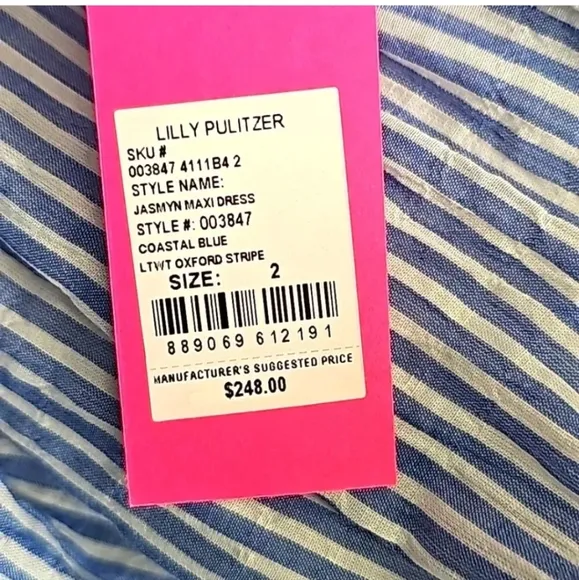 LILLY PULITZER
SKU #
003847 4111B4 2
STYLE NAME:
JASMYN MAXI DRESS
STYLE #: 003847
COASTAL BLUE
LTWT OXFORD STRIPE
SIZE: 2
889069 612191
MANUFACTURER'S SUGGESTED PRICE
$248.00